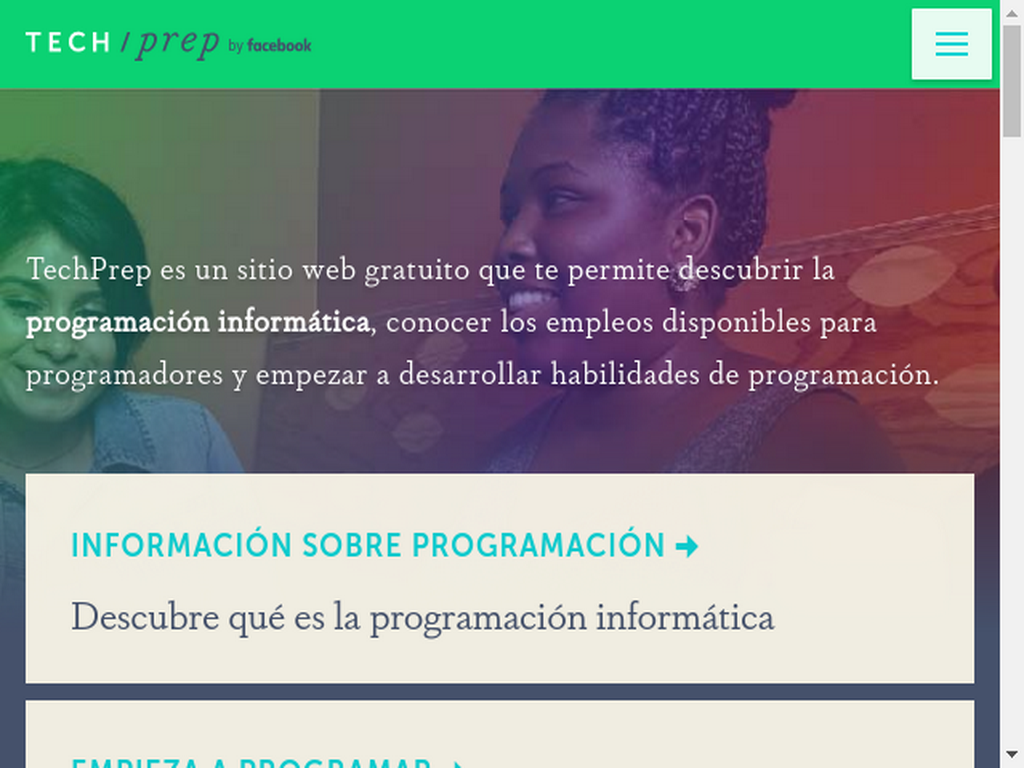 TECH / prep by facebook
TechPrep es un sitio web gratuito que te permite descubrir la
programación informática, conocer los empleos disponibles para
programadores y empezar a desarrollar habilidades de programación.
INFORMACIÓN SOBRE PROGRAMACIÓN
Descubre qué es la programación informática
EMPIEZA A PROGRAMAR